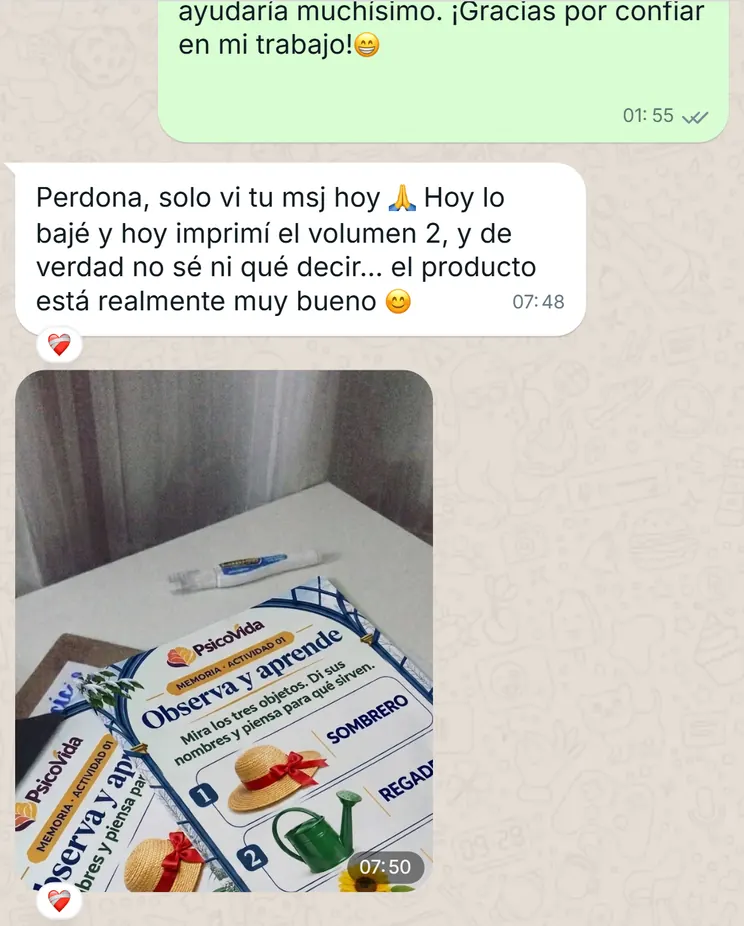 ayudaría muchísimo. ¡Gracias por confiar
en mi trabajo!😁
01:55
Perdona, solo vi tu msj hoy 🙏 Hoy lo
bajé y hoy imprimí el volumen 2, y de
verdad no sé ni qué decir... el producto
está realmente muy bueno 😊
07:48
PsicoVida
MEMORIA · ACTIVIDAD 01
Observa y aprende
Mira los tres objetos. Di sus
nombres y piensa para qué sirven.
1
SOMBRERO
2
REGAD
PsicoVida
MEMORIA · ACTIVIDAD 01
bserva y ap
bres y piensa pa
07:50